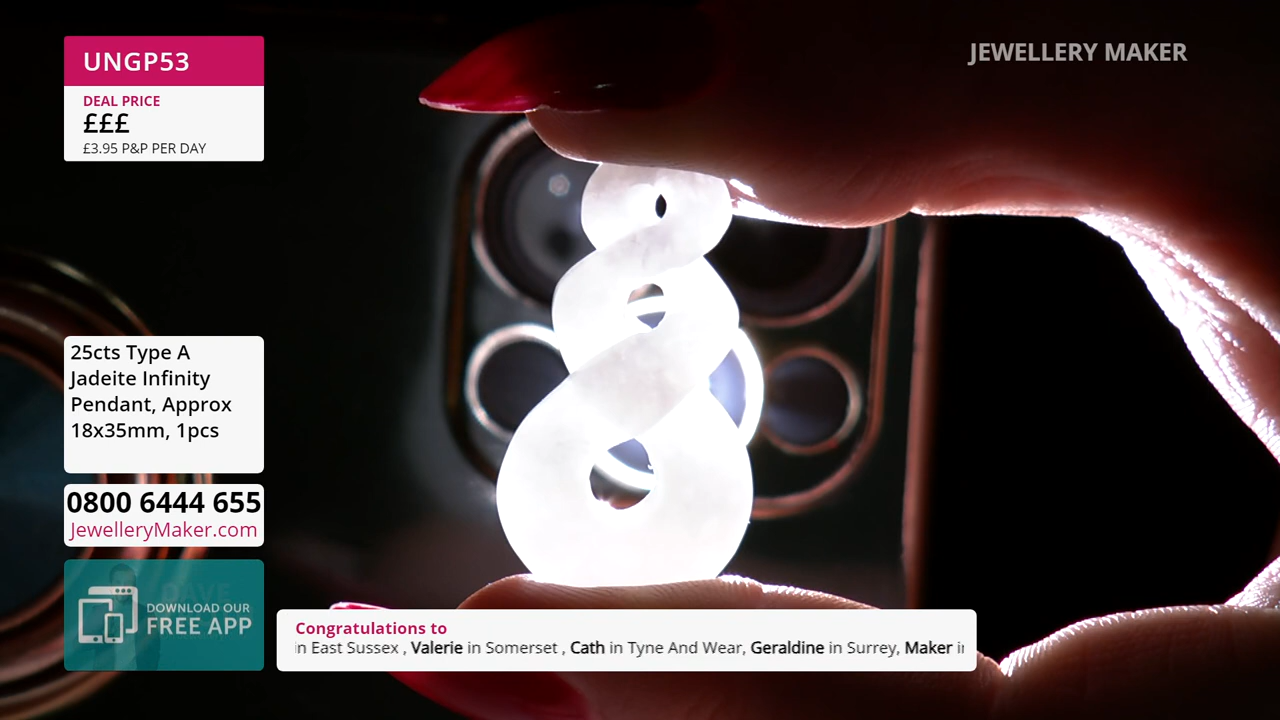 UNGP53
DEAL PRICE
£££
£3.95 P&P PER DAY
JEWELLERY MAKER
25cts Type A
Jadeite Infinity
Pendant, Approx
18x35mm, 1pcs
0800 6444 655
JewelleryMaker.com
DOWNLOAD OUR
FREE APP
Congratulations to
in East Sussex , Valerie in Somerset , Cath in Tyne And Wear, Geraldine in Surrey, Maker in